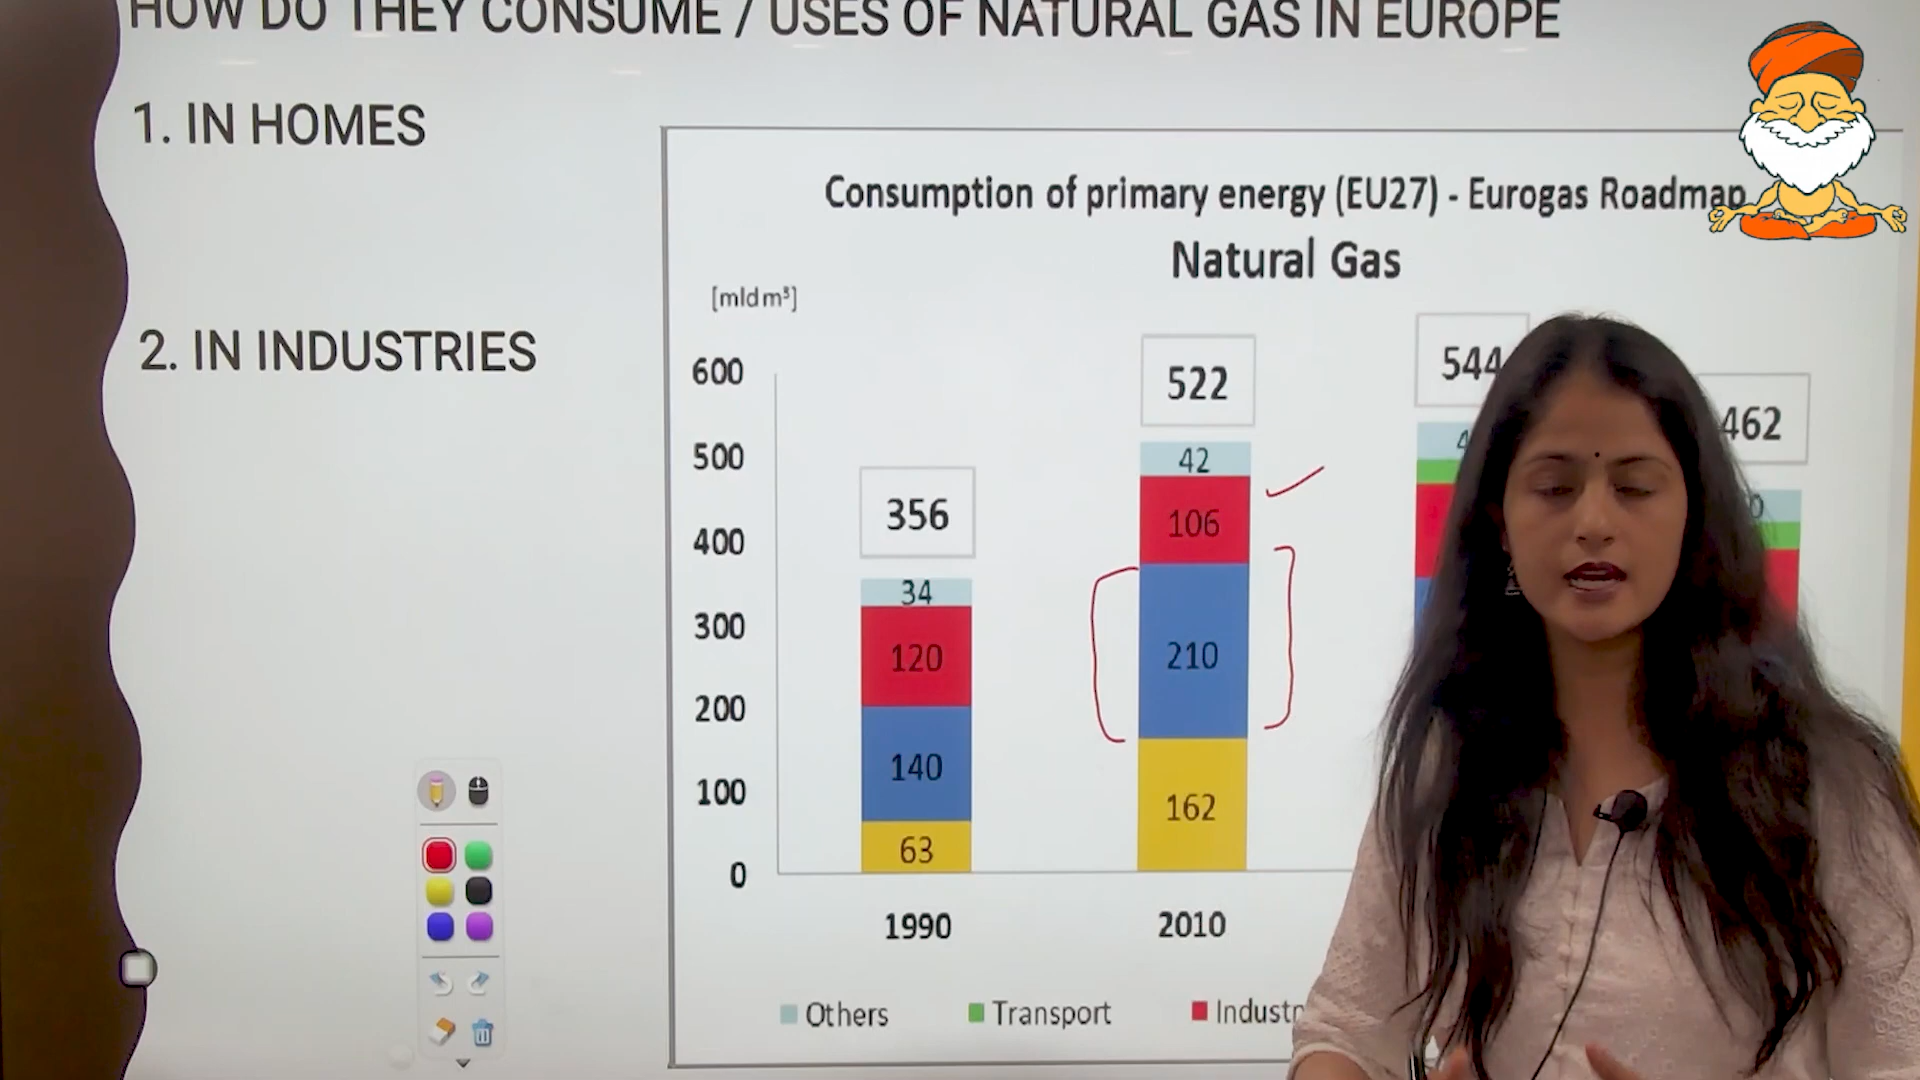 HOW DO THEY CONSUME / USES OF NATURAL GAS IN EUROPE
1. IN HOMES
2. IN INDUSTRIES
Consumption of primary energy (EU27) - Eurogas Roadmap
Natural Gas
[mld m³]
600
500
400
300
200
100
0
356
34
120
140
63
1990
522
42
106
210
162
2010
544
462
Others
Transport